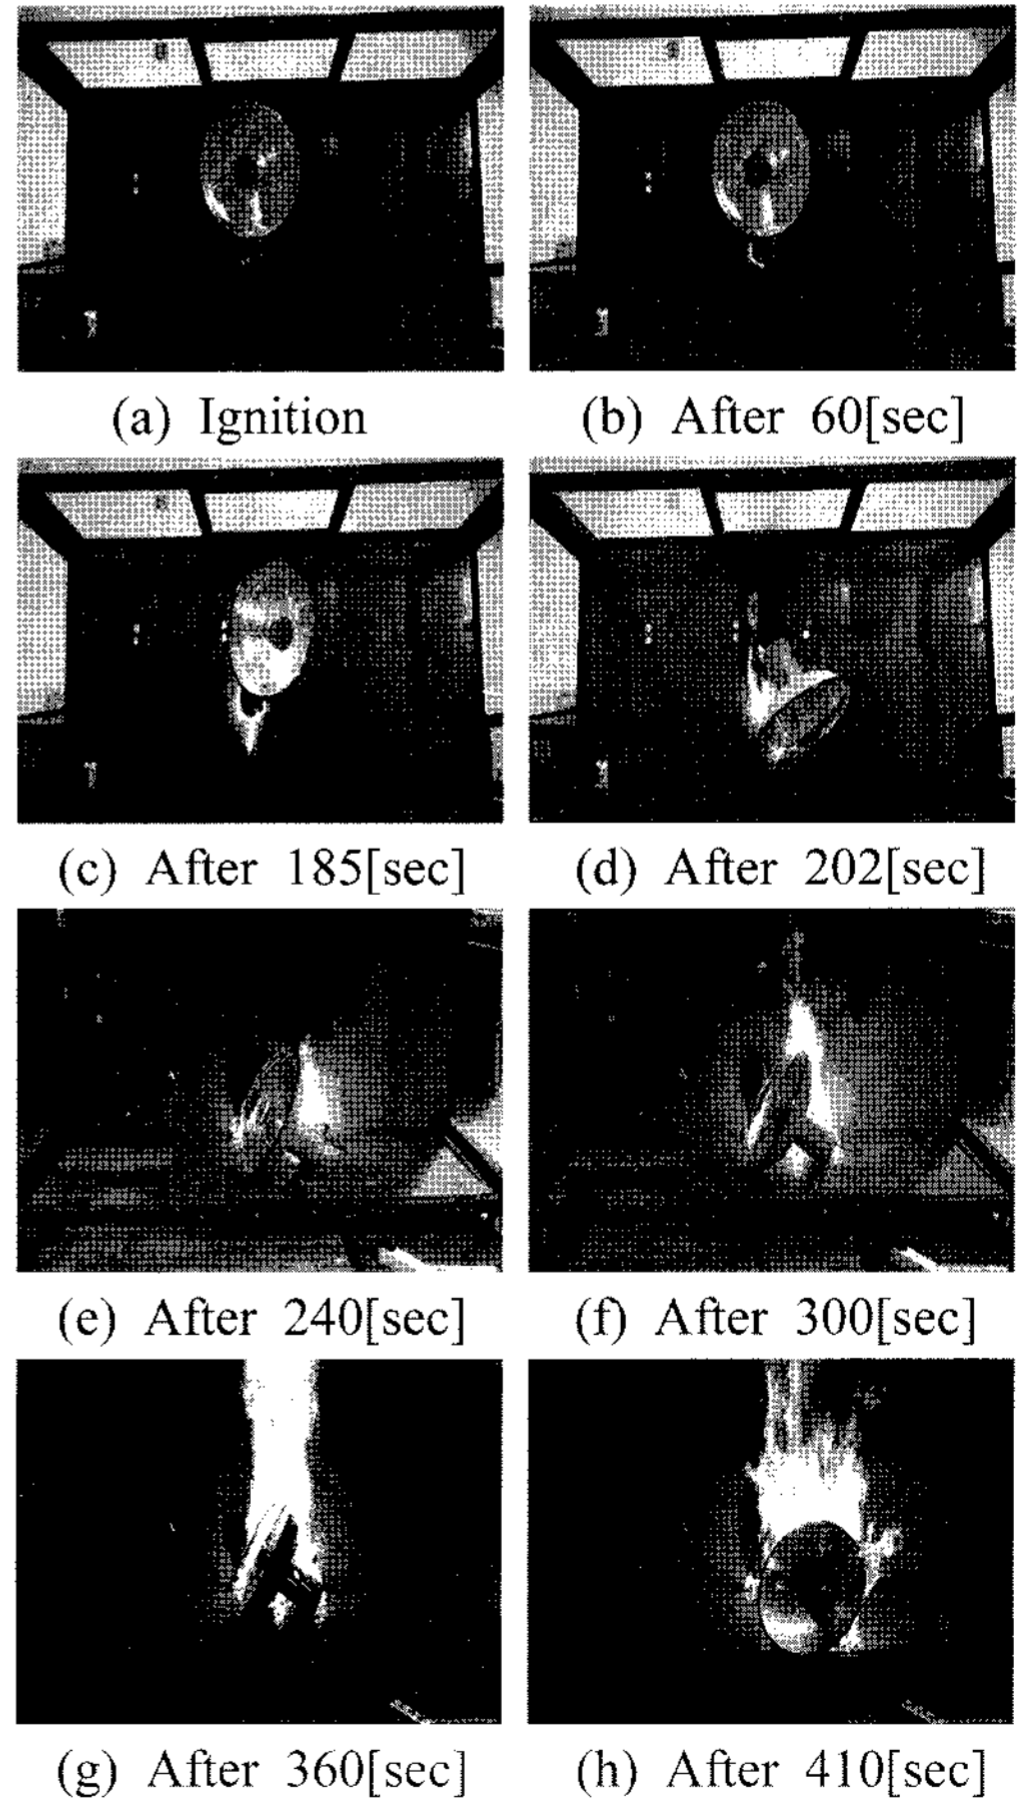 (a) Ignition
(b) After 60[sec]
(c) After 185[sec]
(d) After 202[sec]
(e) After 240[sec]
(f) After 300[sec]
(g) After 360[sec]
(h) After 410[sec]